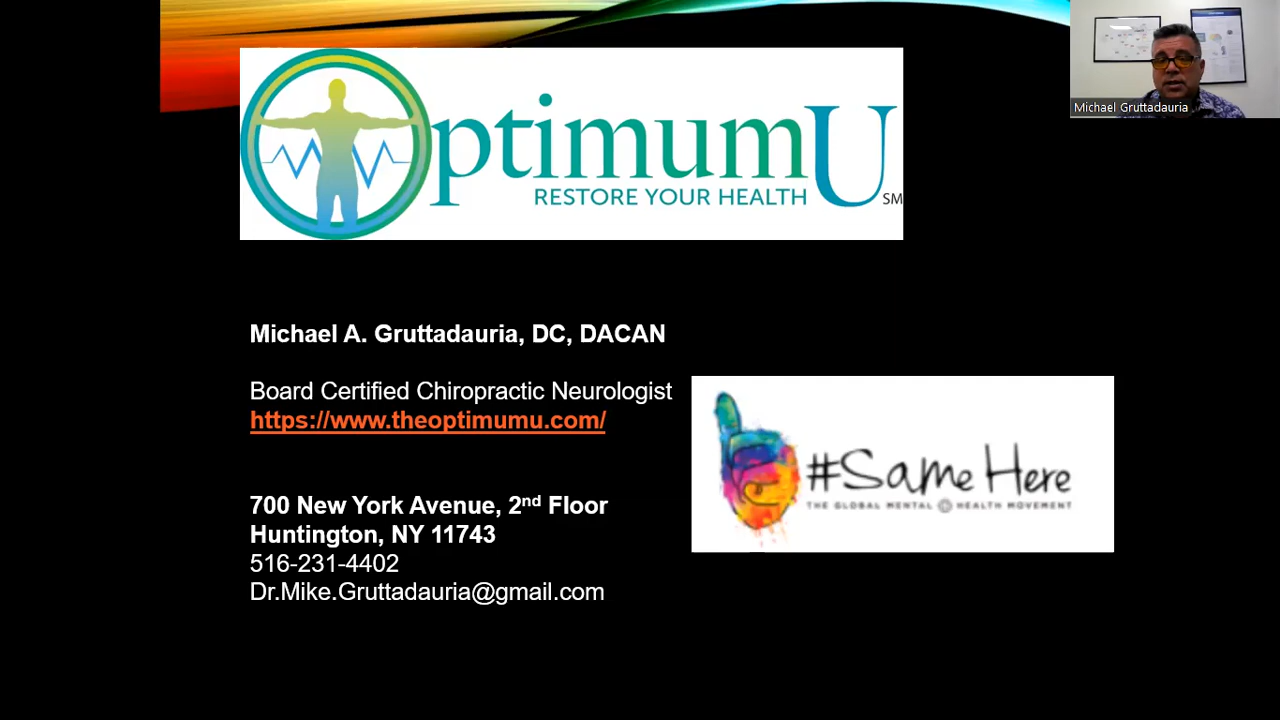 OptimumU
RESTORE YOUR HEALTH
SM
Michael Gruttadauria
Michael A. Gruttadauria, DC, DACAN
Board Certified Chiropractic Neurologist
https://www.theoptimumu.com/
700 New York Avenue, 2nd Floor
Huntington, NY 11743
516-231-4402
Dr.Mike.Gruttadauria@gmail.com
#SameHere
THE GLOBAL MENTAL HEALTH MOVEMENT